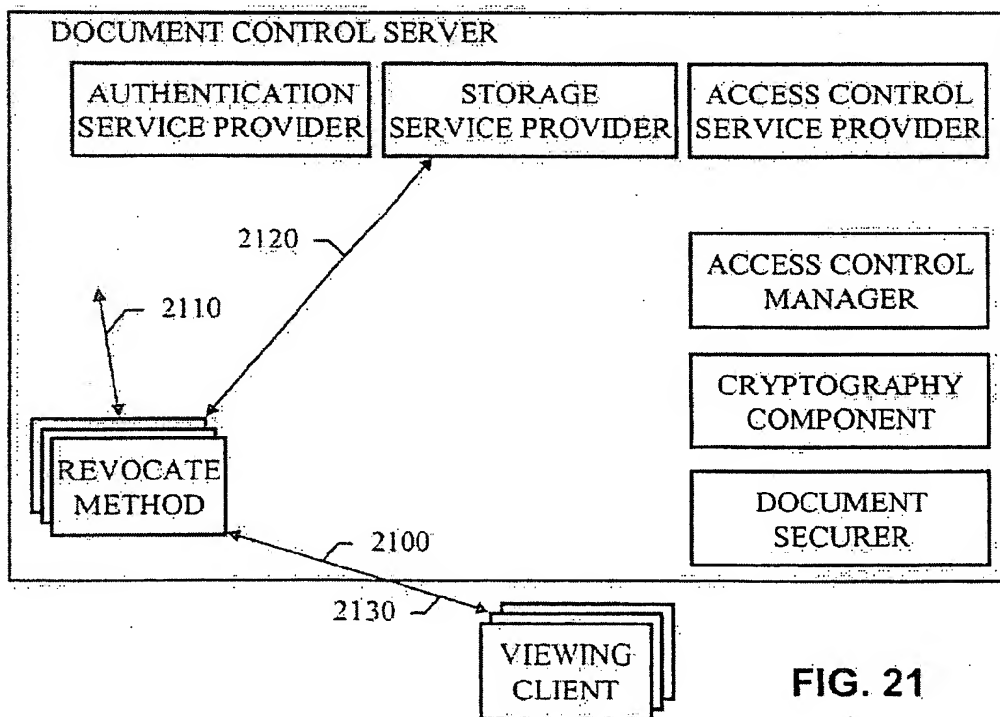 DOCUMENT CONTROL SERVER
AUTHENTICATION
SERVICE PROVIDER
STORAGE
SERVICE PROVIDER
ACCESS CONTROL
SERVICE PROVIDER
2120
2110
ACCESS CONTROL
MANAGER
CRYPTOGRAPHY
COMPONENT
REVOCATE
METHOD
DOCUMENT
SECURER
2100
2130
VIEWING
CLIENT
FIG. 21